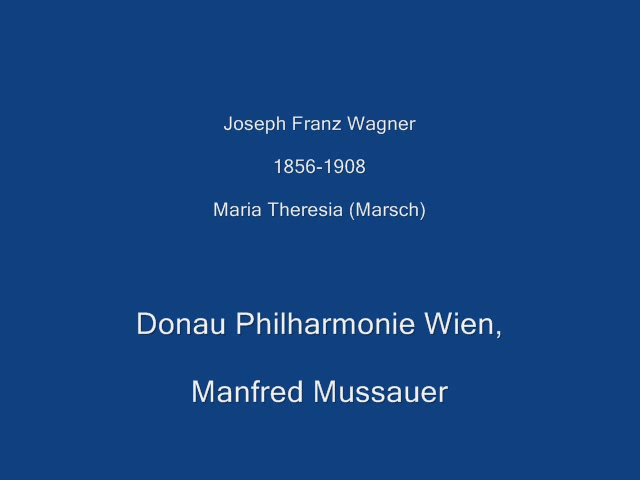 Joseph Franz Wagner
1856-1908
Maria Theresia (Marsch)
Donau Philharmonie Wien,
Manfred Mussauer